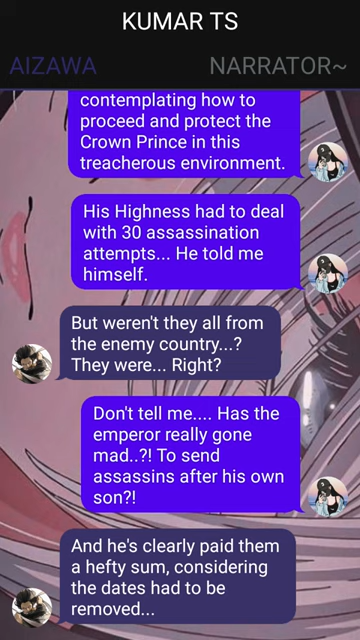 KUMAR TS
AIZAWA
NARRATOR~
contemplating how to
proceed and protect the
Crown Prince in this
treacherous environment.
His Highness had to deal
with 30 assassination
attempts... He told me
himself.
But weren't they all from
the enemy country...?
They were... Right?
Don't tell me.... Has the
emperor really gone
mad..?! To send
assassins after his own
son?!
And he's clearly paid them
a hefty sum, considering
the dates had to be
removed...